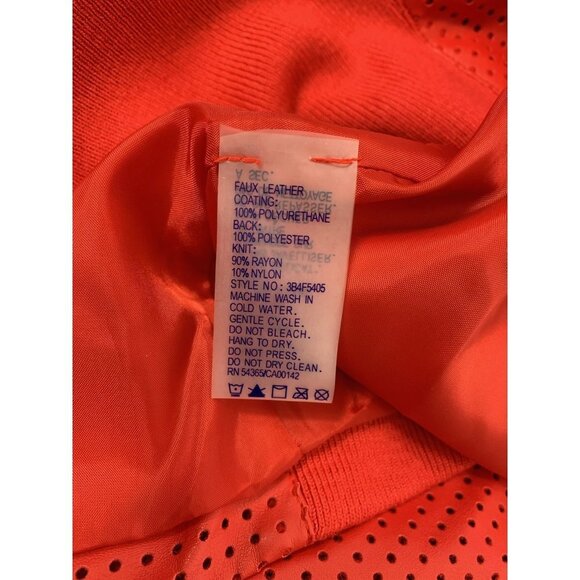 A SEC.
FAUX LEATHER
COATING:
100% POLYURETHANE
BACK:
100% POLYESTER
KNIT:
90% RAYON
10% NYLON
STYLE NO : 3B4F5405
MACHINE WASH IN
COLD WATER.
GENTLE CYCLE.
DO NOT BLEACH.
HANG TO DRY.
DO NOT PRESS.
DO NOT DRY CLEAN.
RN 54365/CA00142